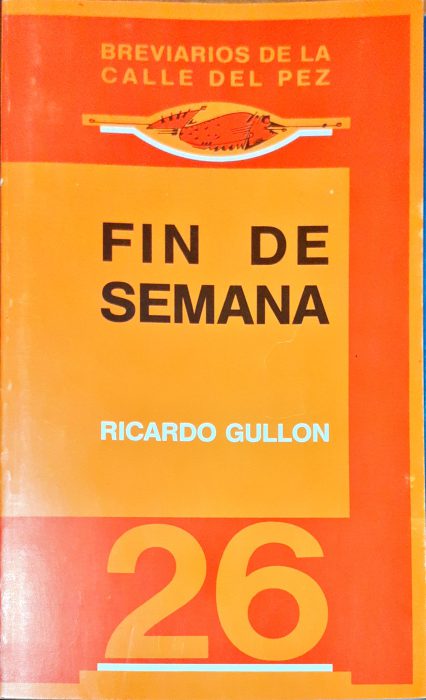 BREVIARIOS DE LA
CALLE DEL PEZ
FIN DE
SEMANA
RICARDO GULLON
26